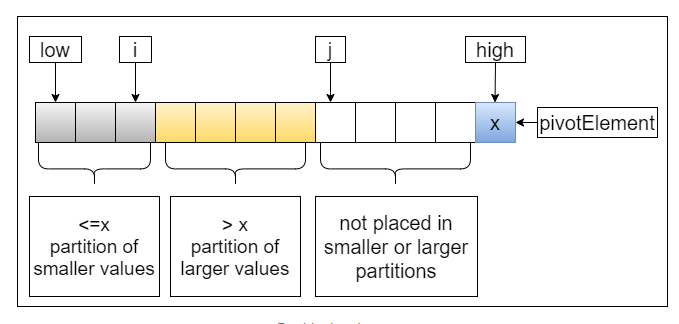 low
i
j
high
x
pivotElement
<=x
partition of
smaller values
> x
partition of
larger values
not placed in
smaller or larger
partitions